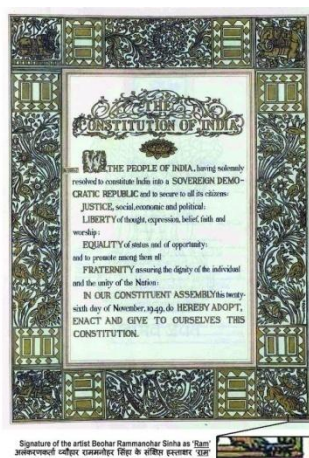 THE
CONSTITUTION OF INDIA
WE, THE PEOPLE OF INDIA, having solemnly
resolved to constitute India into a SOVEREIGN DEMO-
CRATIC REPUBLIC and to secure to all its citizens:
JUSTICE, social, economic and political;
LIBERTY of thought, expression, belief, faith and
worship;
EQUALITY of status and of opportunity;
and to promote among them all
FRATERNITY assuring the dignity of the individual
and the unity of the Nation;
IN OUR CONSTITUENT ASSEMBLY this twenty-
sixth day of November, 1949, do HEREBY ADOPT,
ENACT AND GIVE TO OURSELVES THIS
CONSTITUTION.
Signature of the artist Beohar Rammanohar Sinha as 'Ram'
अलंकरणकर्ता ब्यौहार राममनोहर सिंहा के संक्षिप्त हस्ताक्षर 'राम'